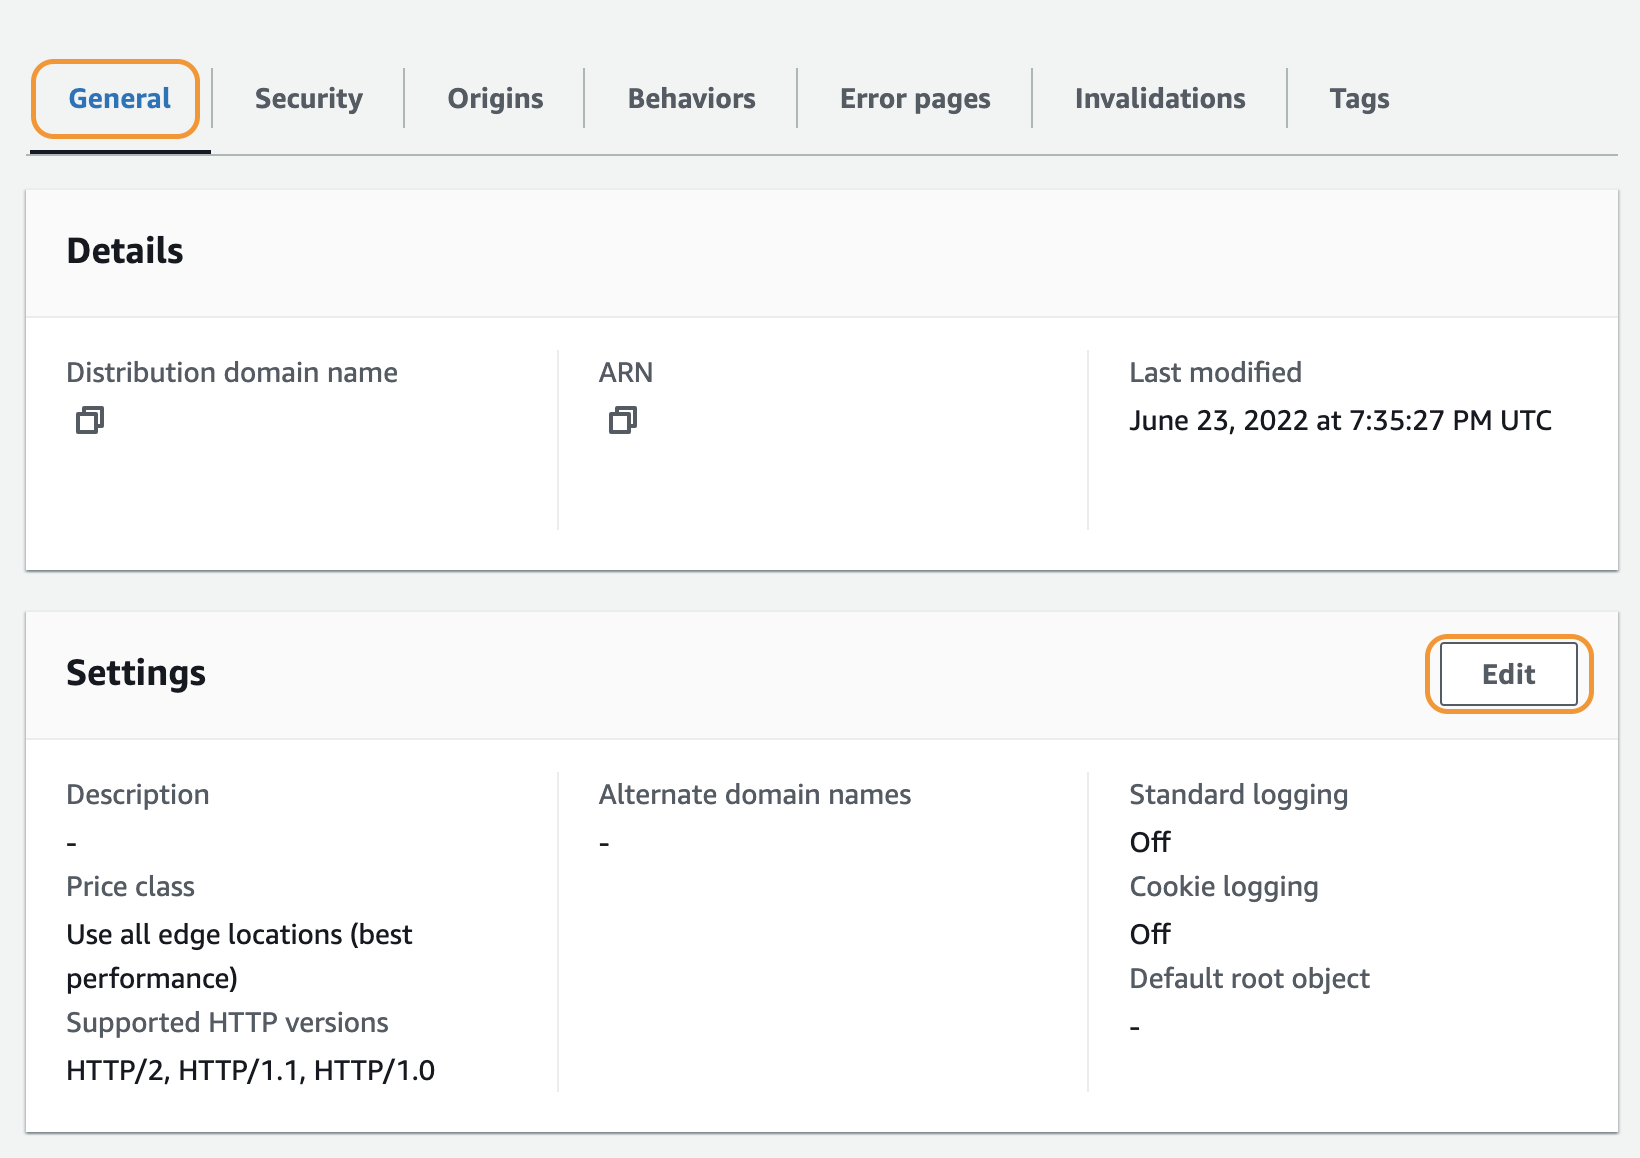 General
Security
Origins
Behaviors
Error pages
Invalidations
Tags
Details
Distribution domain name
ARN
Last modified
June 23, 2022 at 7:35:27 PM UTC
Settings
Edit
Description
-
Price class
Use all edge locations (best
performance)
Supported HTTP versions
HTTP/2, HTTP/1.1, HTTP/1.0
Alternate domain names
-
Standard logging
Off
Cookie logging
Off
Default root object
-